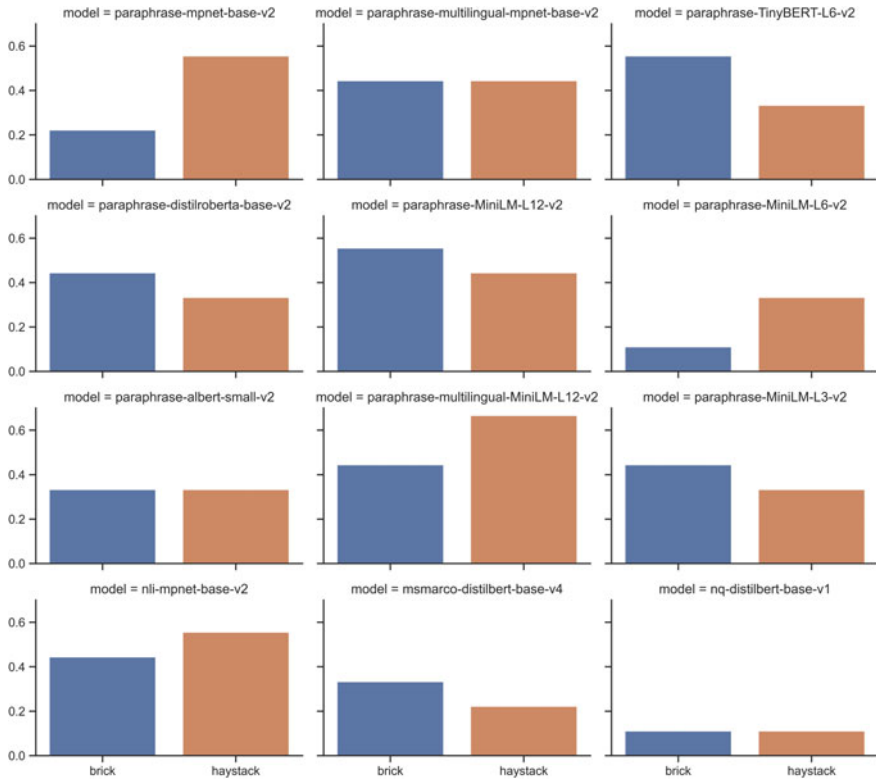 model = paraphrase-mpnet-base-v2
model = paraphrase-multilingual-mpnet-base-v2
model = paraphrase-TinyBERT-L6-v2
0.6
0.4
0.2
0.0
model = paraphrase-distilroberta-base-v2
model = paraphrase-MiniLM-L12-v2
model = paraphrase-MiniLM-L6-v2
0.6
0.4
0.2
0.0
model = paraphrase-albert-small-v2
model = paraphrase-multilingual-MiniLM-L12-v2
model = paraphrase-MiniLM-L3-v2
0.6
0.4
0.2
0.0
model = nli-mpnet-base-v2
model = msmarco-distilbert-base-v4
model = nq-distilbert-base-v1
0.6
0.4
0.2
0.0
brick haystack
brick haystack
brick haystack